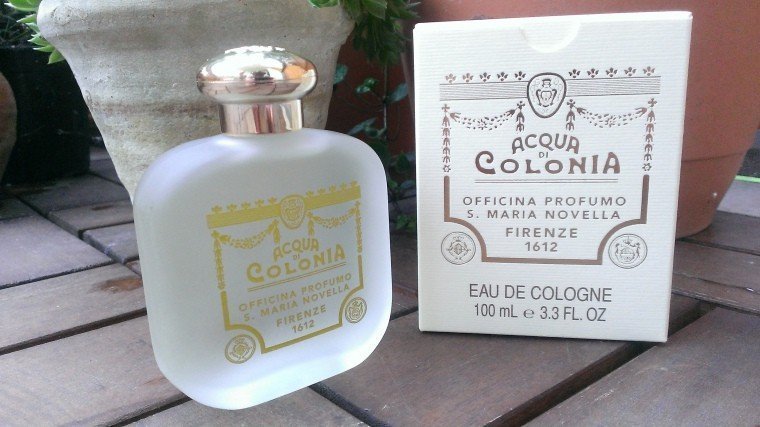 ACQUA
DI
COLONIA
OFFICINA PROFUMO
S. MARIA NOVELLA
FIRENZE
1612
ACQUA
DI
COLONIA
OFFICINA PROFUMO
S. MARIA NOVELLA
FIRENZE
1612
EAU DE COLOGNE
100 mL e 3.3 FL. OZ